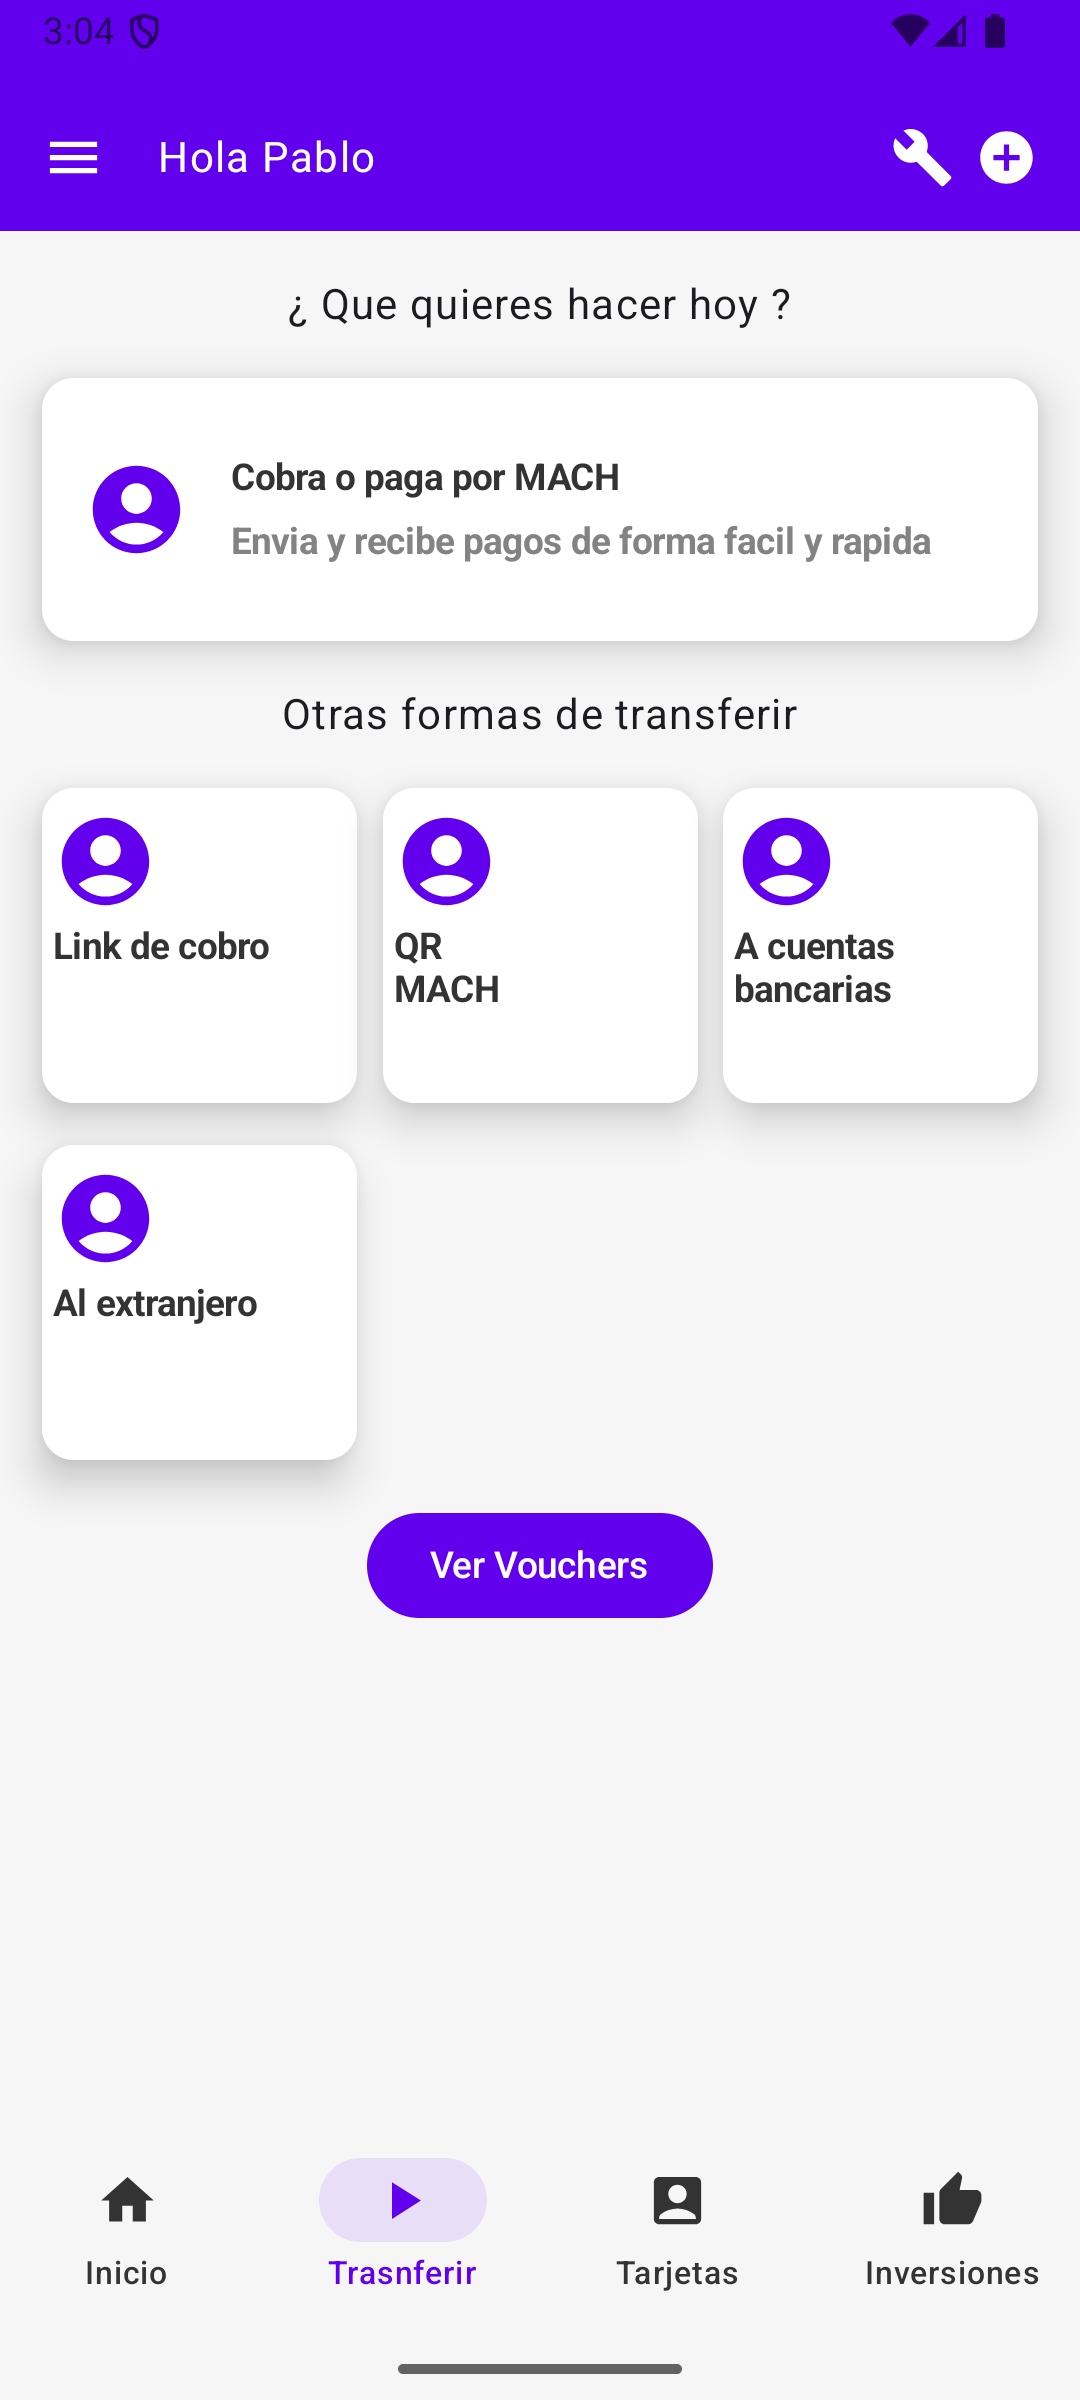 3:04
Hola Pablo
¿ Que quieres hacer hoy ?
Cobra o paga por MACH
Envia y recibe pagos de forma facil y rapida
Otras formas de transferir
Link de cobro
QR
MACH
A cuentas
bancarias
Al extranjero
Ver Vouchers
Inicio
Trasnferir
Tarjetas
Inversiones